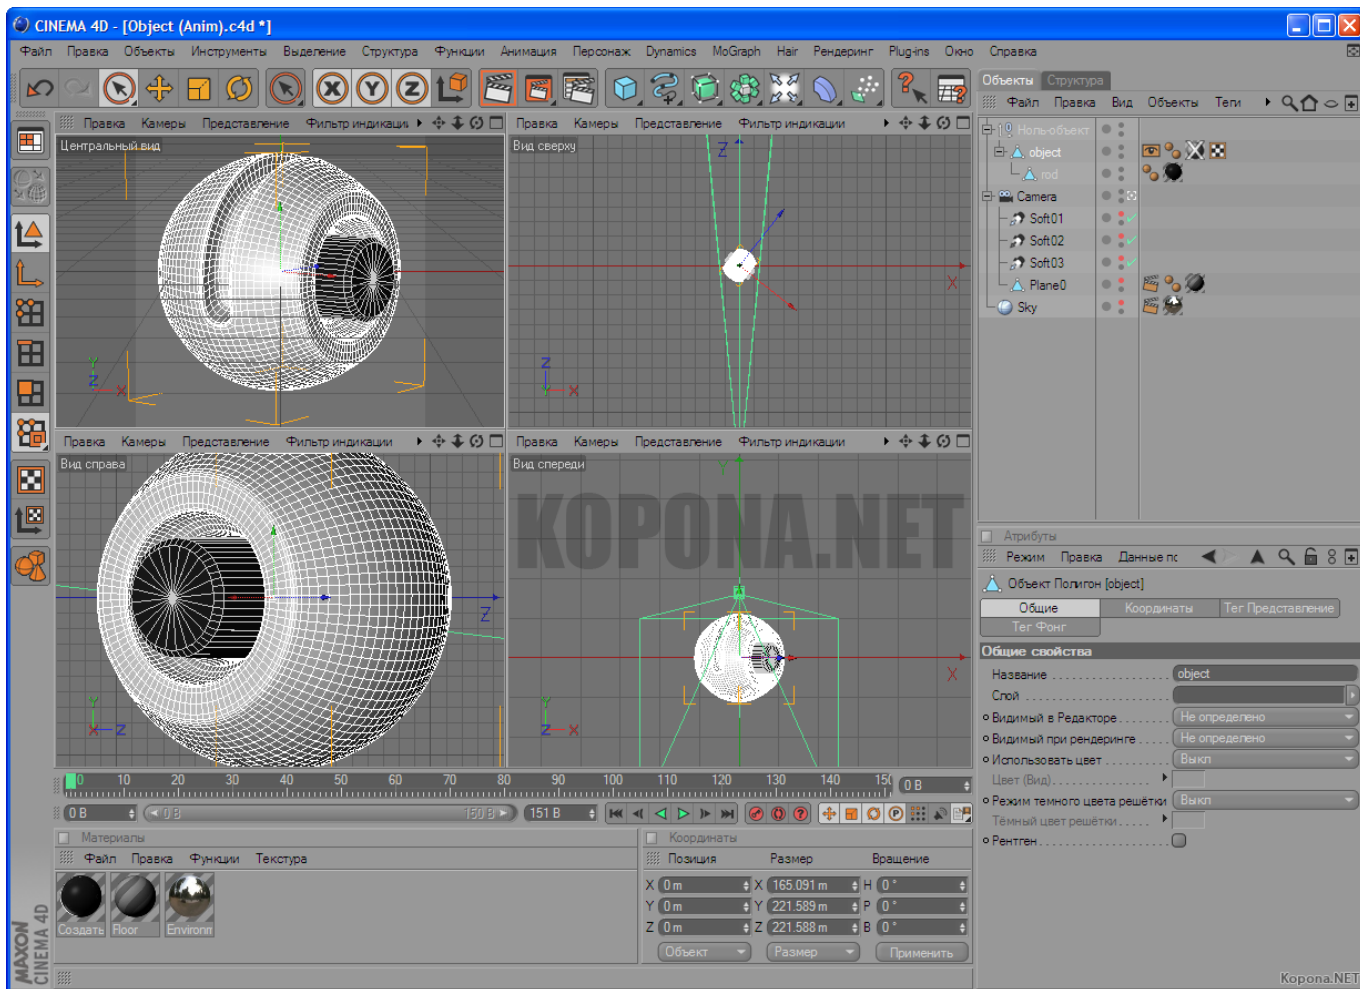 CINEMA 4D - [Object (Anim).c4d *]
Файл Правка Объекты Инструменты Выделение Структура Функции Анимация Персонаж Dynamics MoGraph Hair Рендеринг Plug-ins Окно Справка
Объекты Структура
Файл Правка Вид Объекты Теги
Ноль-объект
object
rod
Camera
Soft01
Soft02
Soft03
Plane0
Sky
Правка Камеры Представление Фильтр индикаци
Центральный вид
Y
Z X
Правка Камеры Представление Фильтр индикации
Вид сверху
Z
X
Z
Y X
Правка Камеры Представление Фильтр индикации
Вид справа
Z
Y
X Z
Правка Камеры Представление Фильтр индикации
Вид спереди
Y
X
Y
Z X
KOPONA.NET
Атрибуты
Режим Правка Данные пс
Объект Полигон [object]
Общие Координаты Тег Представление
Тег Фонг
Общие свойства
Название object
Слой
Видимый в Редакторе Не определено
Видимый при рендеринге Не определено
Использовать цвет Выкл
Цвет (Вид)
Режим темного цвета решётки Выкл
Тёмный цвет решётки
Рентген
0 10 20 30 40 50 60 70 80 90 100 110 120 130 140 150 0 B
0 B 0 B 150 B 151 B
Материалы
Файл Правка Функции Текстура
Создать Floor Environm
Координаты
Позиция Размер Вращение
X 0 m X 165.091 m H 0 °
Y 0 m Y 221.589 m P 0 °
Z 0 m Z 221.588 m B 0 °
Объект Размер Применить
MAXON
CINEMA 4D
Kopona.NET